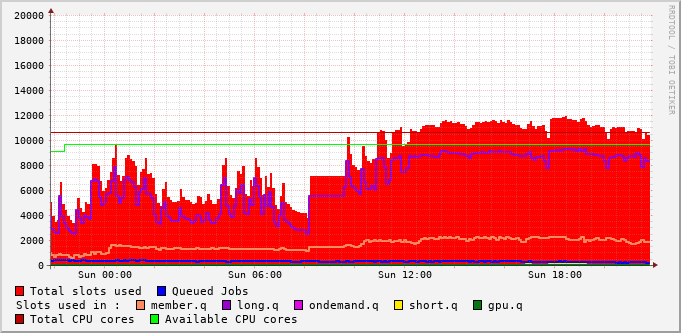 20000
18000
16000
14000
12000
10000
8000
6000
4000
2000
0
Sun 00:00 Sun 06:00 Sun 12:00 Sun 18:00
Total slots used Queued Jobs
Slots used in : member.q long.q ondemand.q short.q gpu.q
Total CPU cores Available CPU cores
RRDTOOL / TOBI OETIKER